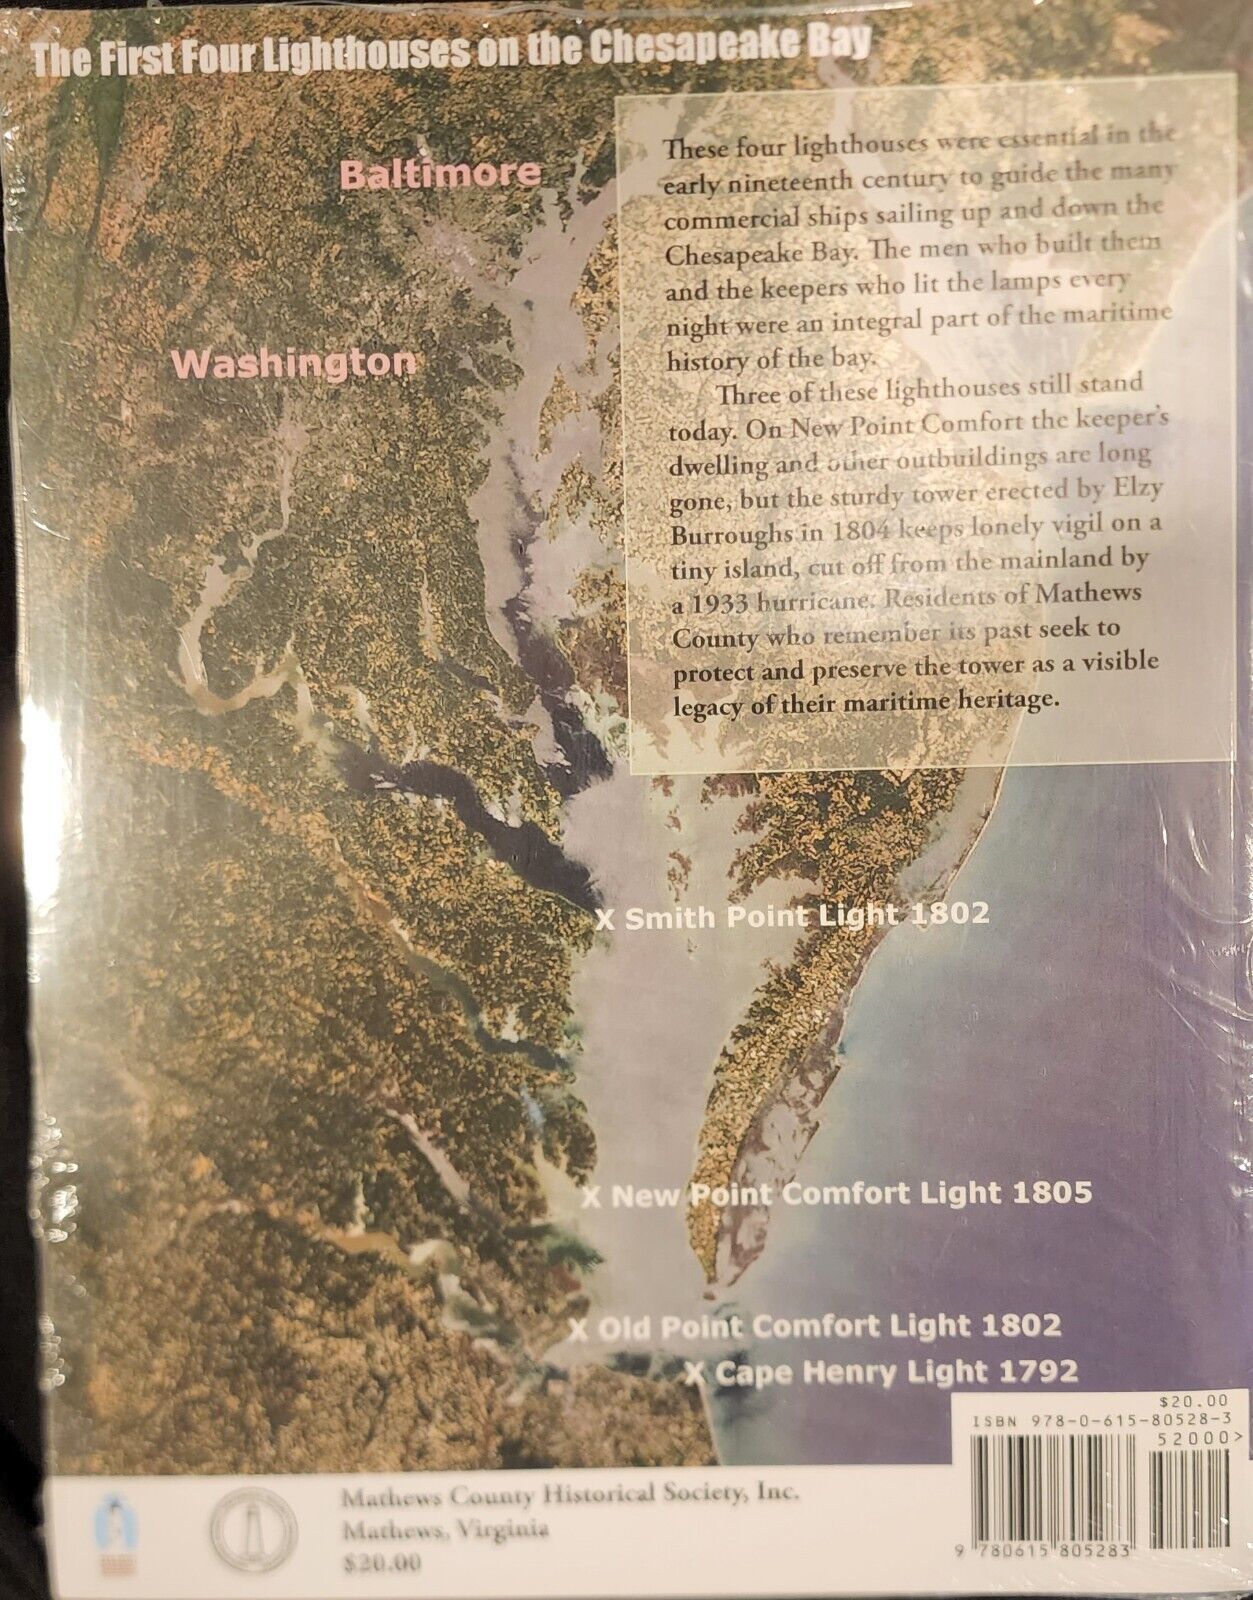 The First Four Lighthouses on the Chesapeake Bay
Baltimore
Washington
These four lighthouses were essential in the
early nineteenth century to guide the many
commercial ships sailing up and down the
Chesapeake Bay. The men who built them
and the keepers who lit the lamps every
night were an integral part of the maritime
history of the bay.
Three of these lighthouses still stand
today. On New Point Comfort the keeper's
dwelling and other outbuildings are long
gone, but the sturdy tower erected by Elzy
Burroughs in 1804 keeps lonely vigil on a
tiny island, cut off from the mainland by
a 1933 hurricane. Residents of Mathews
County who remember its past seek to
protect and preserve the tower as a visible
legacy of their maritime heritage.
X Smith Point Light 1802
X New Point Comfort Light 1805
X Old Point Comfort Light 1802
X Cape Henry Light 1792
$20.00
ISBN 978-0-615-80528-3
52000>
9 780615 805283
Mathews County Historical Society, Inc.
Mathews, Virginia
$20.00